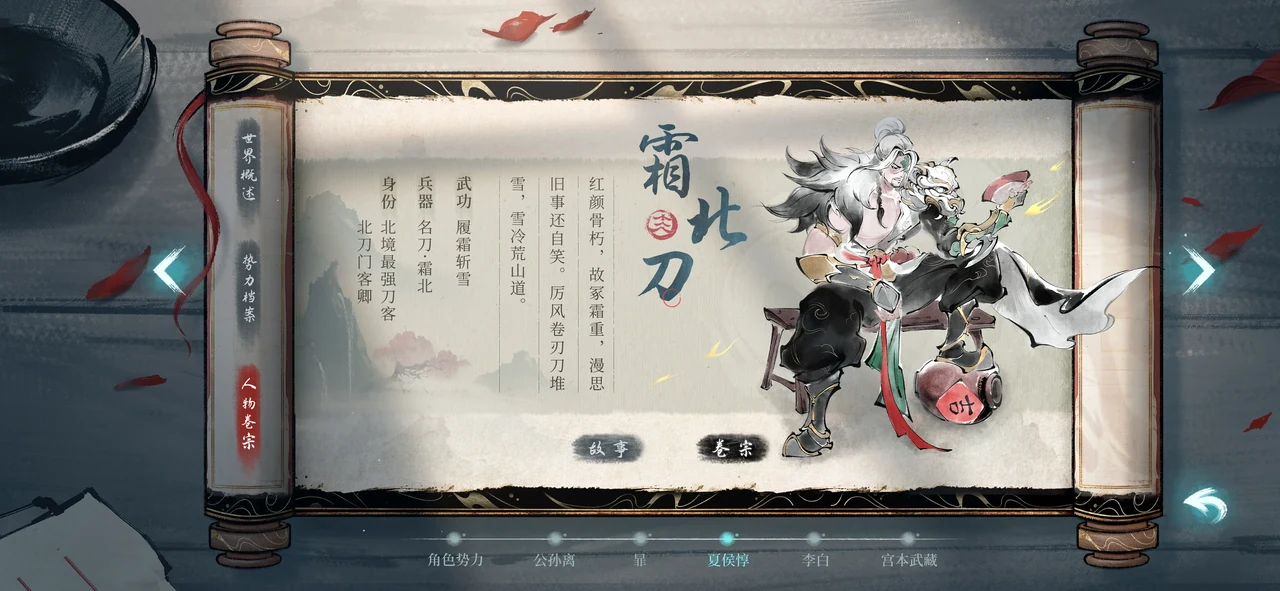 世界概述
势力档案
人物卷宗
霜
北
刀
红颜骨朽，故冢霜重，漫思
旧事还自笑。厉风卷刃刀堆
雪，雪冷荒山道。
武功 履霜斩雪
兵器 名刀·霜北
身份 北境最强刀客
北刀门客卿
吉
故事
卷宗
角色势力
公孙离
暃
夏侯惇
李白
宫本武藏